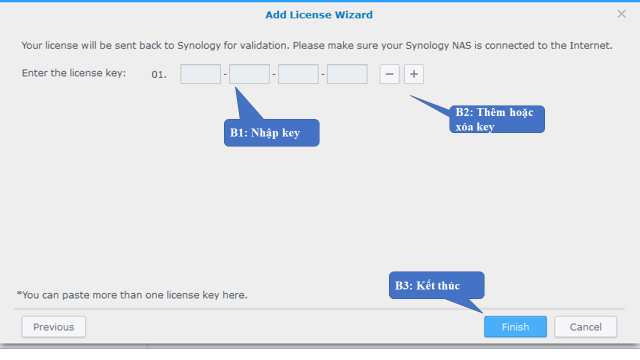 Add License Wizard
Your license will be sent back to Synology for validation. Please make sure your Synology NAS is connected to the Internet.
Enter the license key: 01. - - - − +
B1: Nhập key
B2: Thêm hoặc
xóa key
B3: Kết thúc
*You can paste more than one license key here.
Previous Finish Cancel